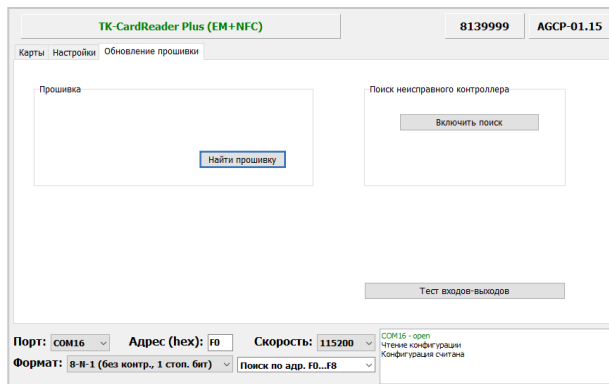 TK-CardReader Plus (EM+NFC) 8139999 AGCP-01.15
Карты Настройки Обновление прошивки
Прошивка Поиск неисправного контроллера
Включить поиск
Найти прошивку
Тест входов-выходов
Порт: COM16 Адрес (hex): F0 Скорость: 115200
Формат: 8-N-1 (без контр., 1 стоп. бит) Поиск по адр. F0...F8
COM16 - open
Чтение конфигурации
Конфигурация считана